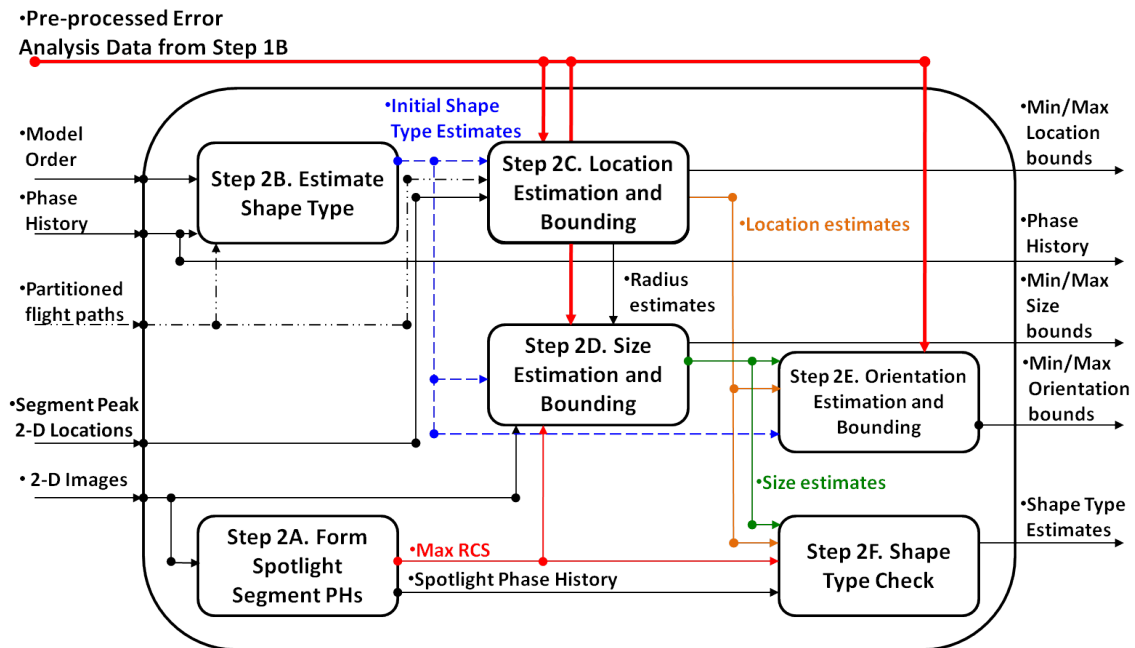 •Pre-processed Error
Analysis Data from Step 1B
•Model
Order
•Phase
History
•Partitioned
flight paths
•Segment Peak
2-D Locations
• 2-D Images
Step 2B. Estimate
Shape Type
•Initial Shape
Type Estimates
Step 2C. Location
Estimation and
Bounding
•Location estimates
•Radius
estimates
Step 2D. Size
Estimation and
Bounding
Step 2E. Orientation
Estimation and
Bounding
•Size estimates
Step 2A. Form
Spotlight
Segment PHs
•Max RCS
•Spotlight Phase History
Step 2F. Shape
Type Check
•Min/Max
Location
bounds
•Phase
History
•Min/Max
Size
bounds
•Min/Max
Orientation
bounds
•Shape Type
Estimates